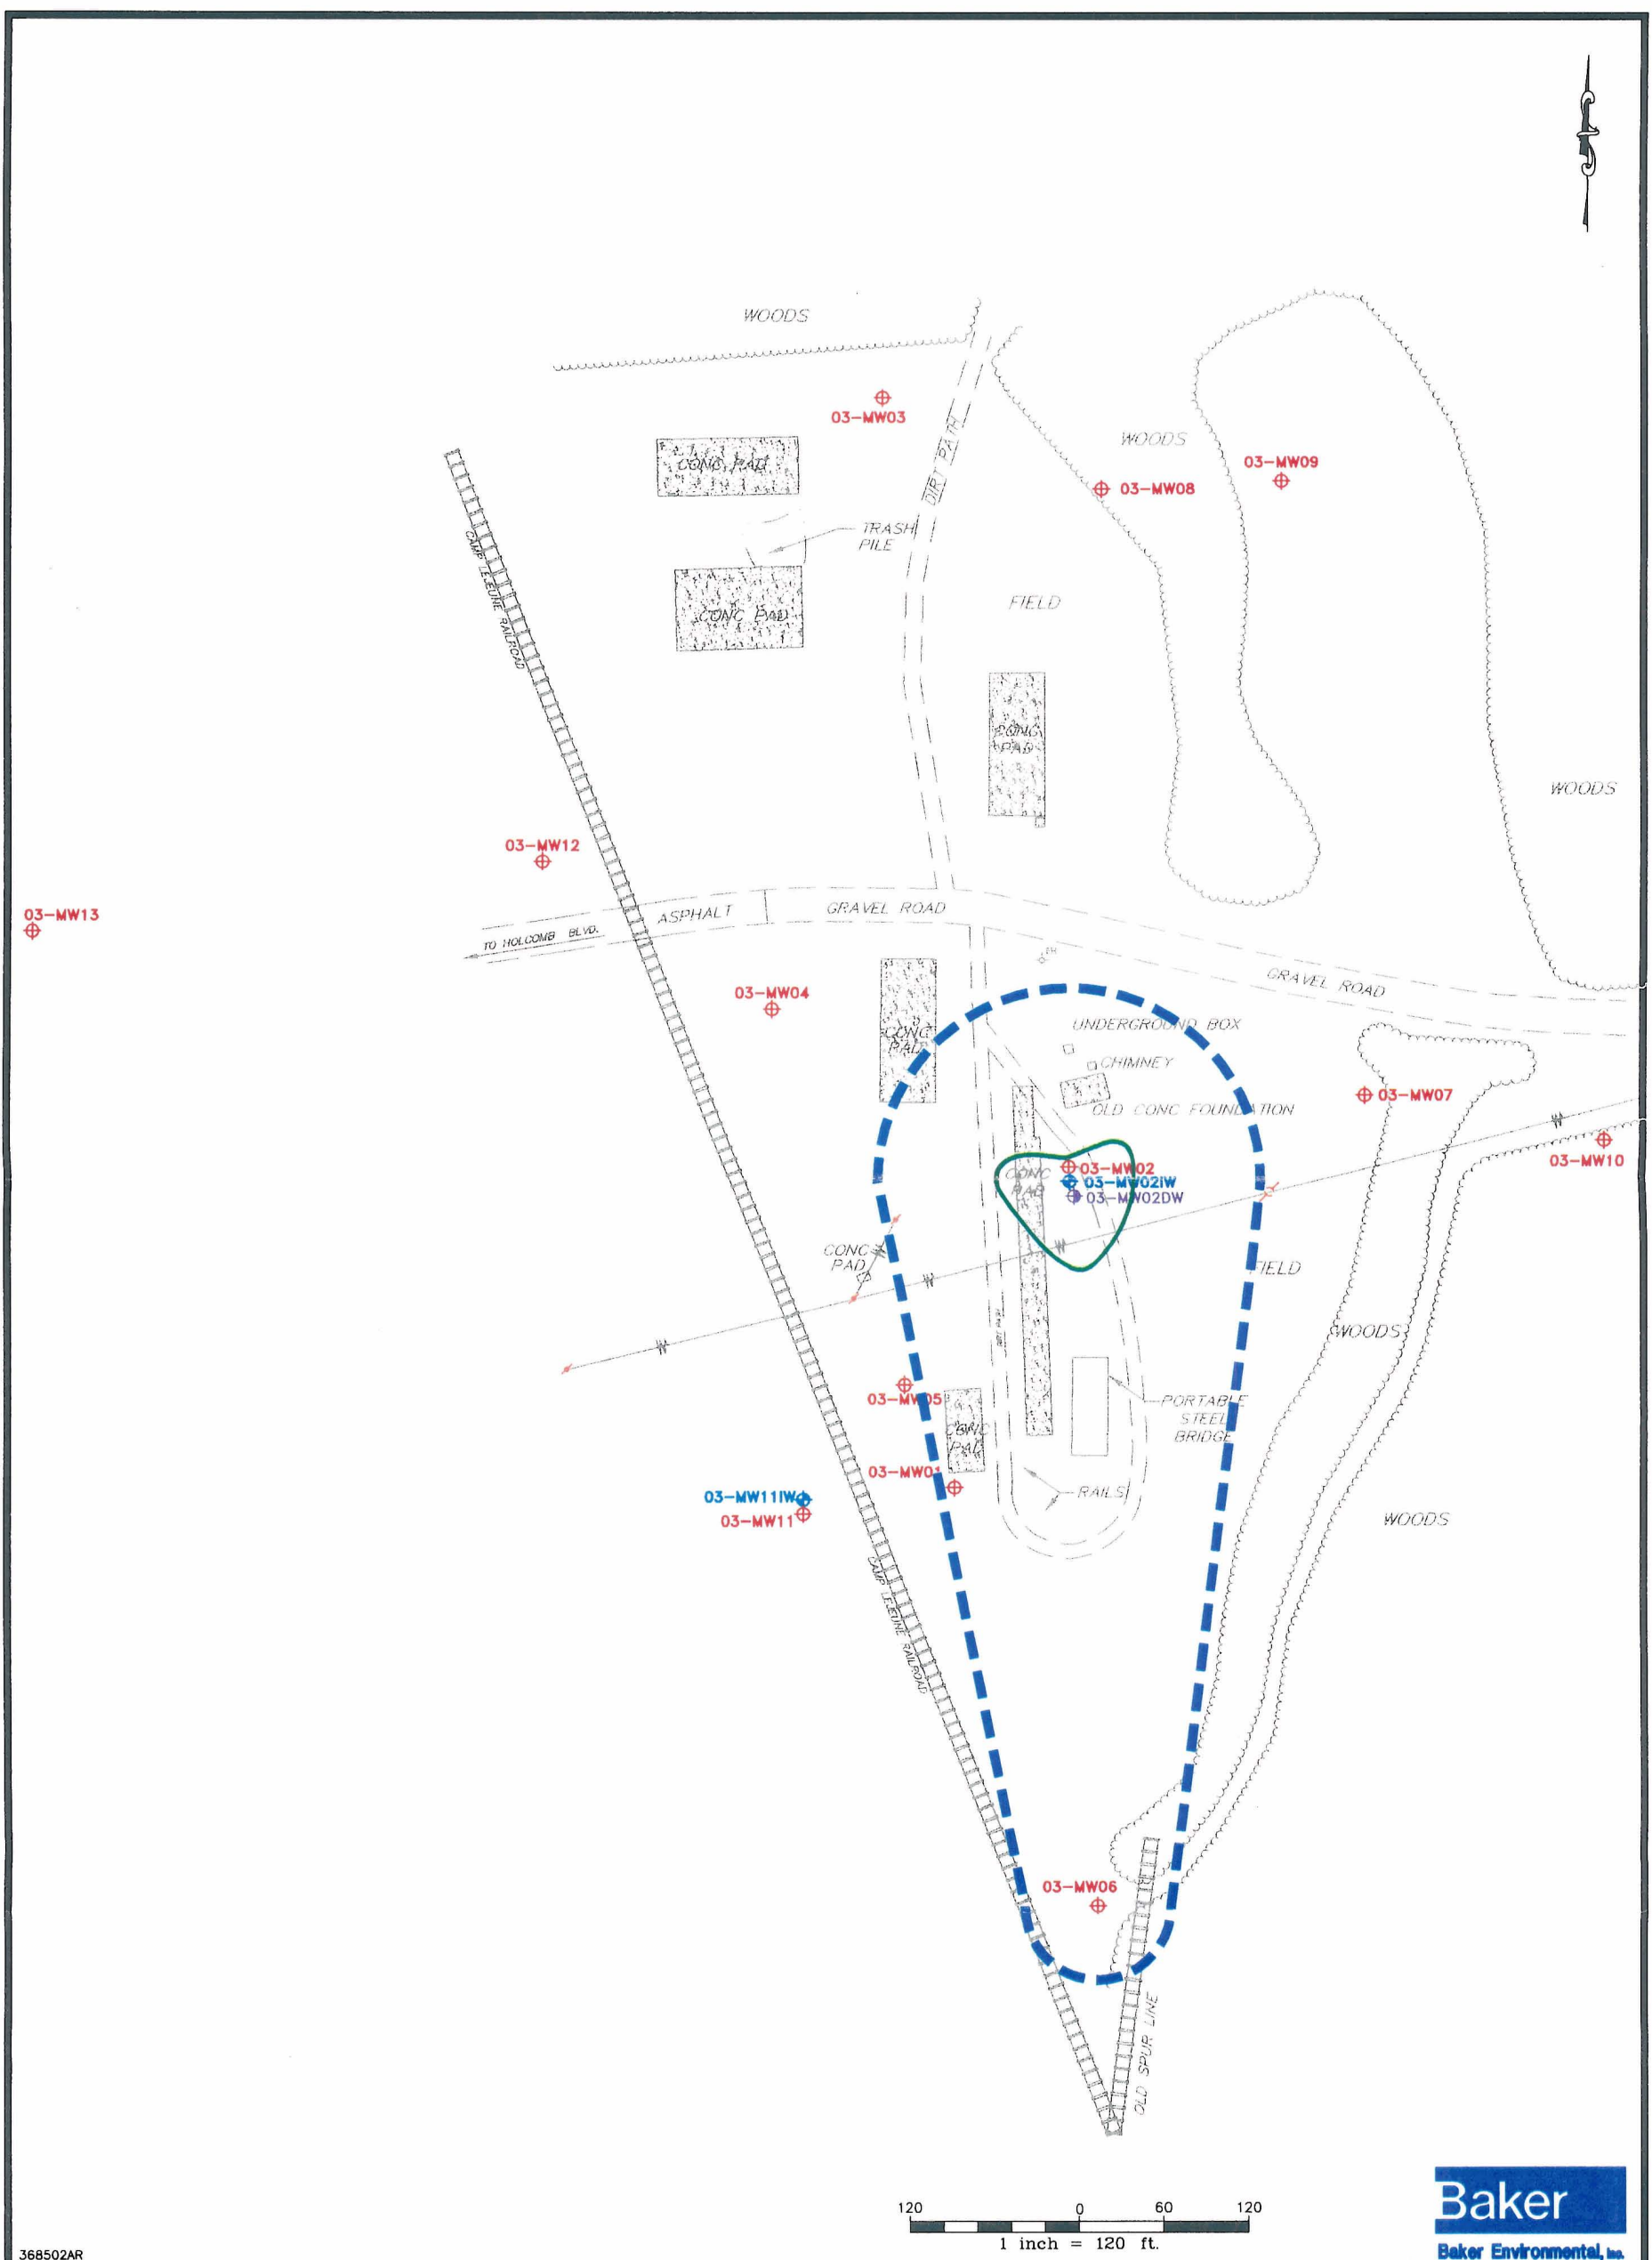 WOODS
03-MW03
DIRT PATH
WOODS
03-MW09
CONC PAD
03-MW08
TRASH
PILE
CAMP LEJEUNE RAILROAD
FIELD
CONC PAD
CONC
PAD
WOODS
03-MW12
03-MW13
ASPHALT
GRAVEL ROAD
TO HOLCOMB BLVD.
GRAVEL ROAD
03-MW04
UNDERGROUND BOX
CONC
PAD
CHIMNEY
03-MW07
OLD CONC FOUNDATION
W
03-MW10
03-MW02
CONC
PAD
03-MW02IW
03-MW02DW
W
CONC
PAD
W
W
FIELD
W
WOODS
03-MW05
PORTABLE
STEEL
BRIDGE
CONC
PAD
03-MW01
RAILS
03-MW11IW
03-MW11
WOODS
CAMP LEJEUNE RAILROAD
03-MW06
OLD SPUR LINE
120 0 60 120
1 inch = 120 ft.
Baker
Baker Environmental, Inc.
368502AR